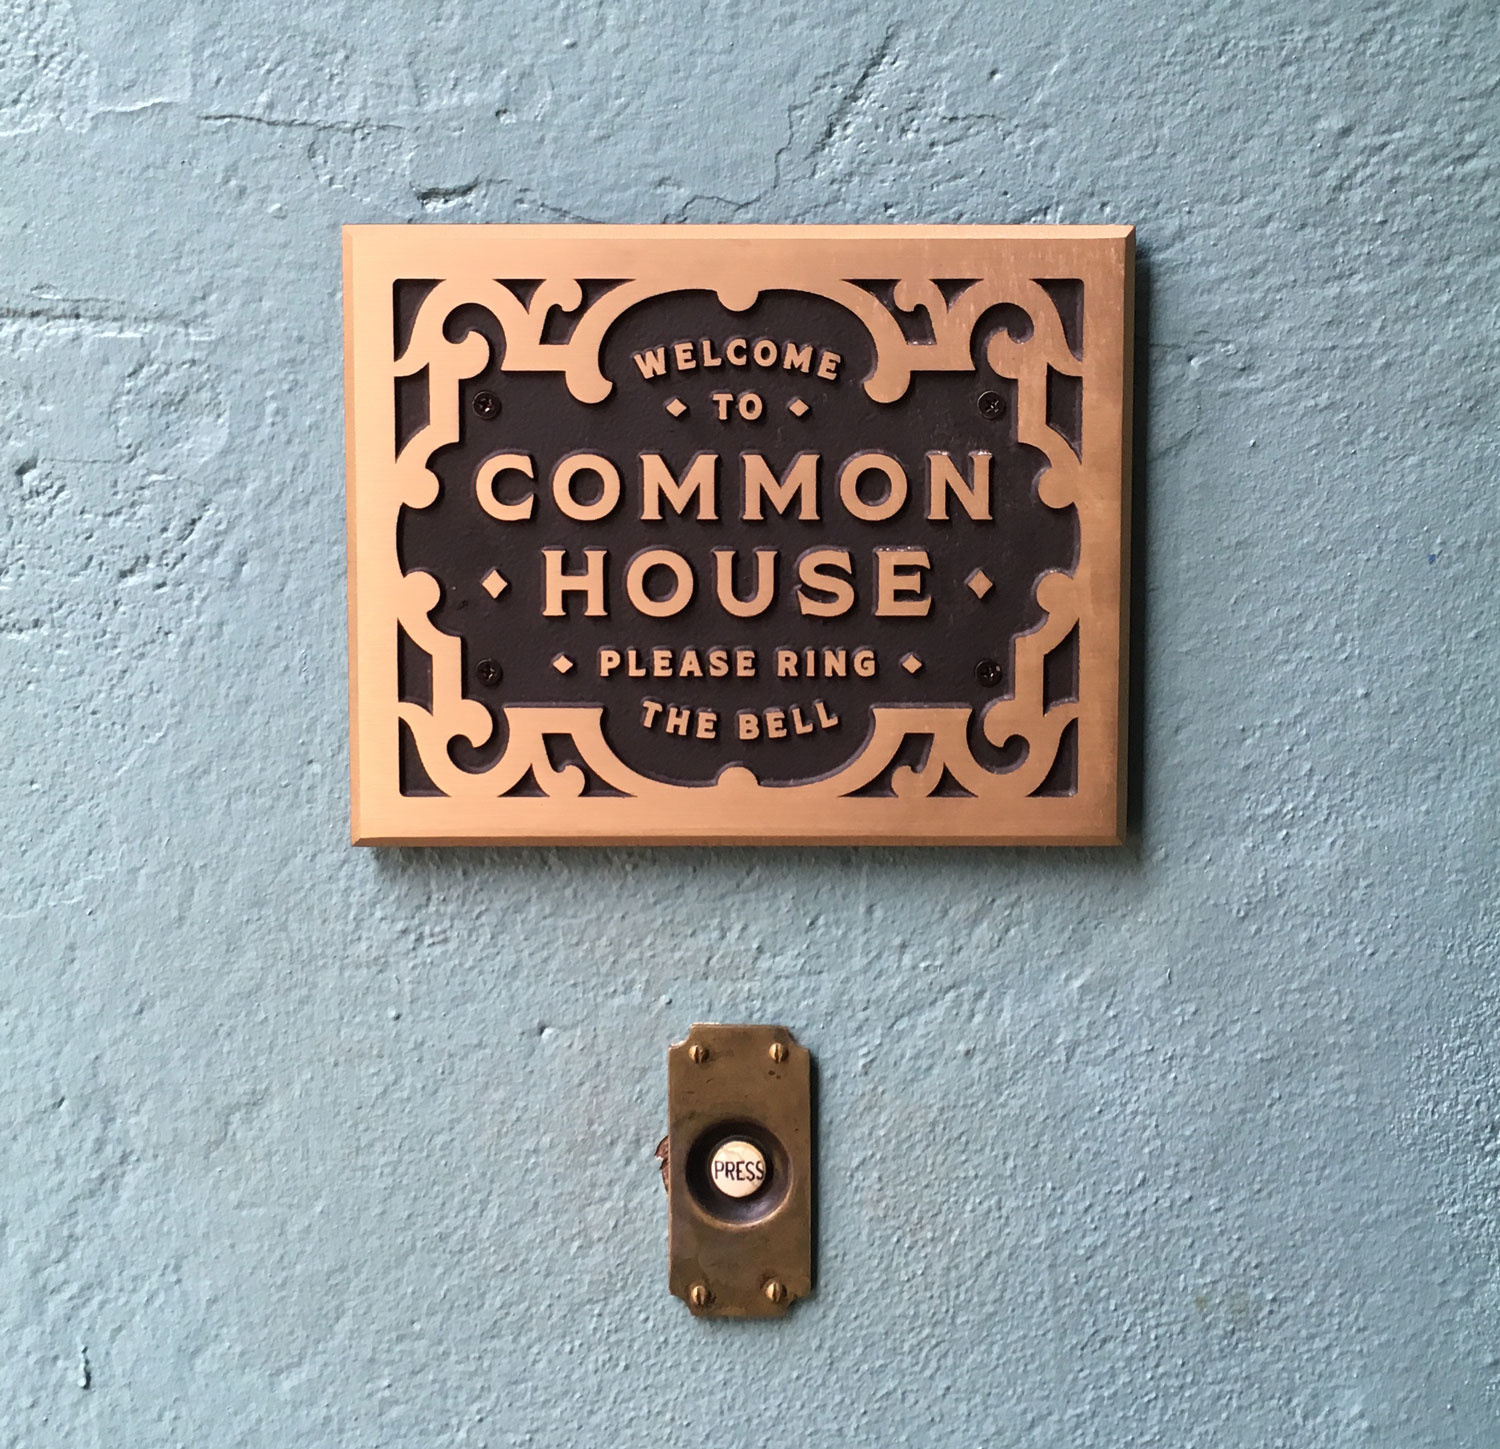 WELCOME
TO
COMMON
HOUSE
PLEASE RING
THE BELL
PRESS